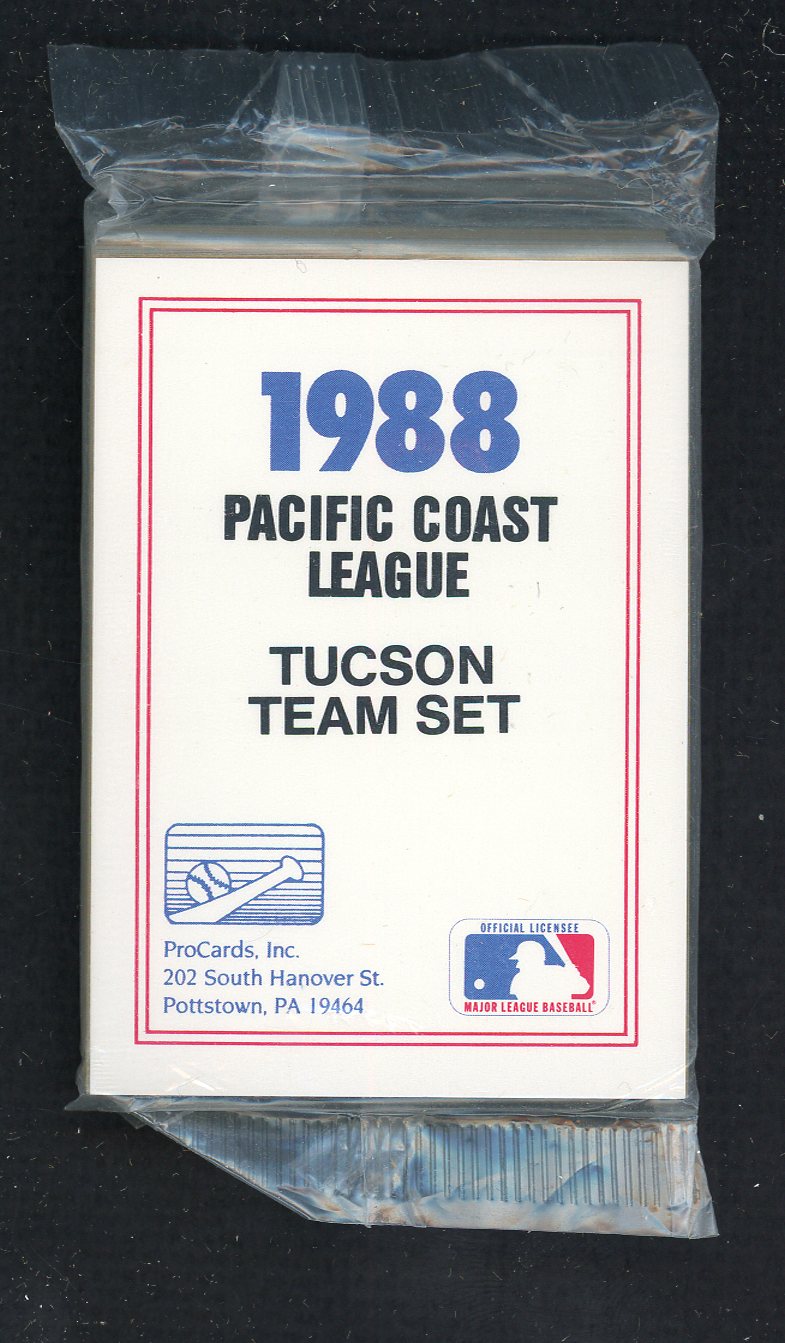 1988
PACIFIC COAST
LEAGUE
TUCSON
TEAM SET
ProCards, Inc.
202 South Hanover St.
Pottstown, PA 19464
OFFICIAL LICENSEE
MAJOR LEAGUE BASEBALL®